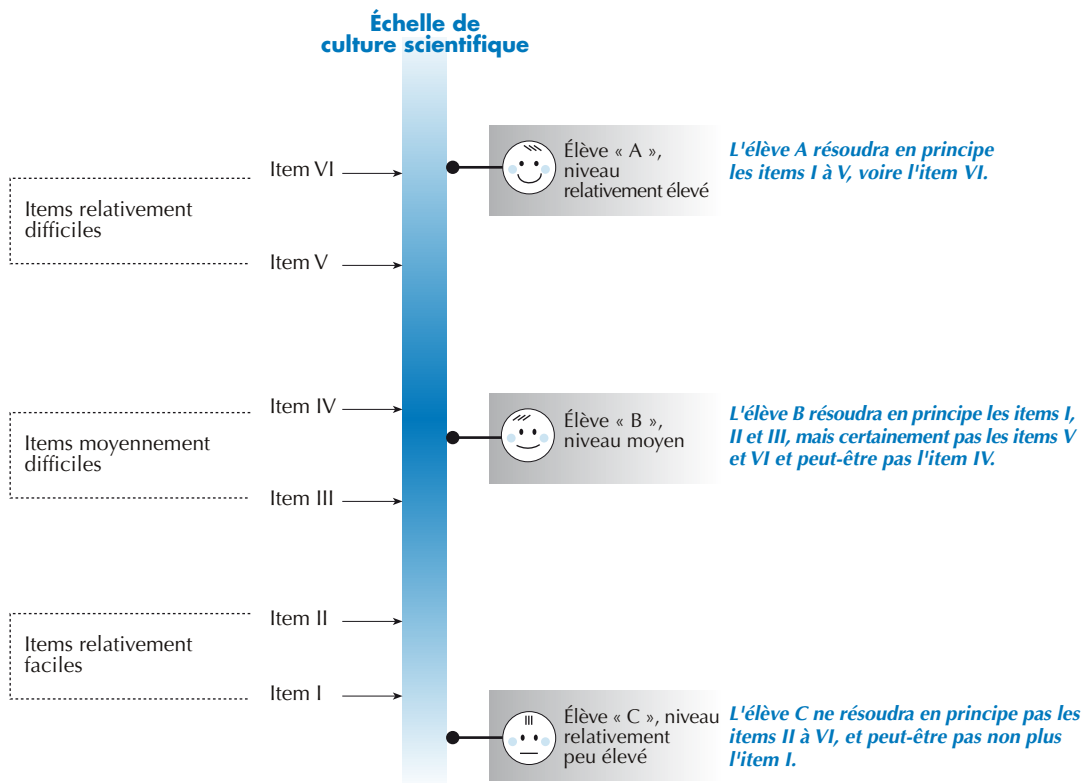 Échelle de
culture scientifique
Item VI
Items relativement
difficiles
Item V
Élève « A »,
niveau
relativement élevé
L'élève A résoudra en principe
les items I à V, voire l'item VI.
Item IV
Items moyennement
difficiles
Item III
Élève « B »,
niveau moyen
L'élève B résoudra en principe les items I,
II et III, mais certainement pas les items V
et VI et peut-être pas l'item IV.
Item II
Items relativement
faciles
Item I
Élève « C », niveau
relativement
peu élevé
L'élève C ne résoudra en principe pas les
items II à VI, et peut-être pas non plus
l'item I.